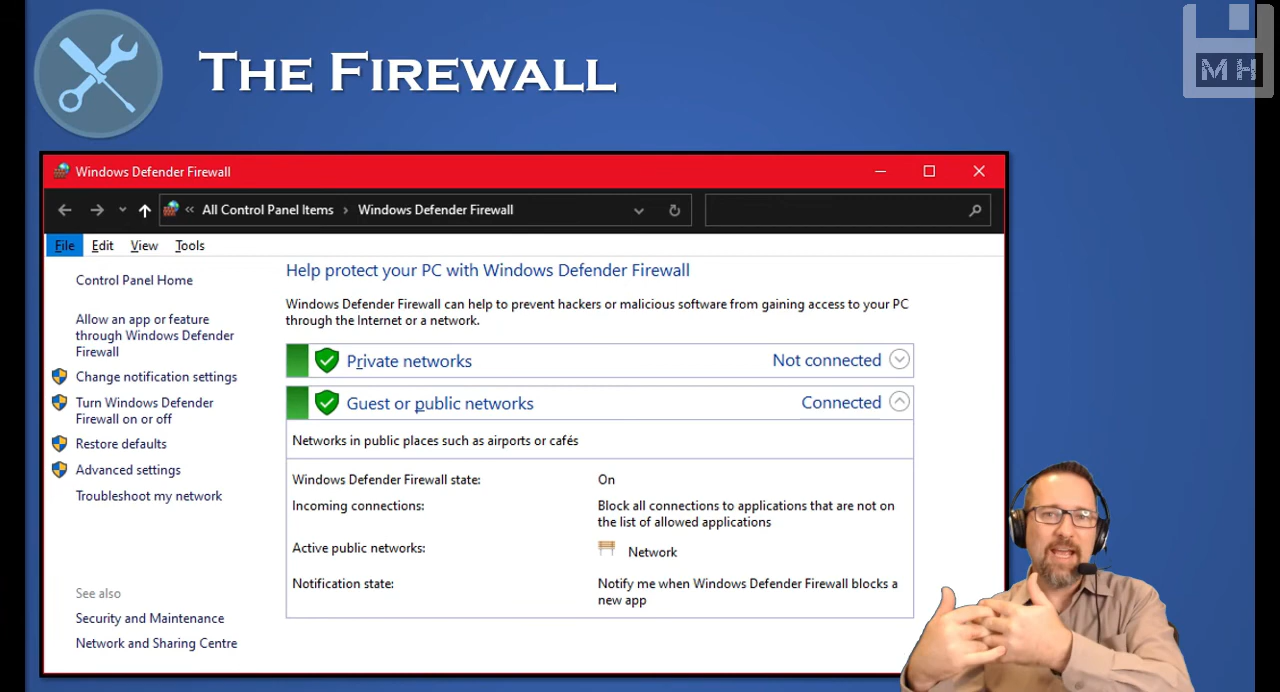 The Firewall
MH
Windows Defender Firewall
All Control Panel Items › Windows Defender Firewall
File Edit View Tools
Control Panel Home
Allow an app or feature
through Windows Defender
Firewall
Change notification settings
Turn Windows Defender
Firewall on or off
Restore defaults
Advanced settings
Troubleshoot my network
See also
Security and Maintenance
Network and Sharing Centre
Help protect your PC with Windows Defender Firewall
Windows Defender Firewall can help to prevent hackers or malicious software from gaining access to your PC
through the Internet or a network.
Private networks Not connected
Guest or public networks Connected
Networks in public places such as airports or cafés
Windows Defender Firewall state: On
Incoming connections: Block all connections to applications that are not on
the list of allowed applications
Active public networks: Network
Notification state: Notify me when Windows Defender Firewall blocks a
new app